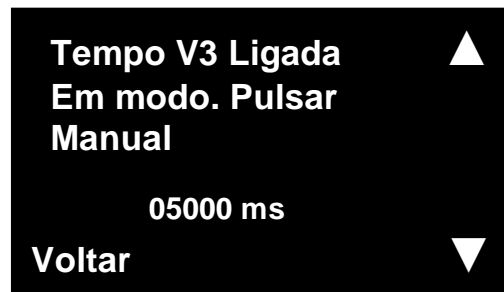 Tempo V3 Ligada
Em modo. Pulsar
Manual
05000 ms
Voltar